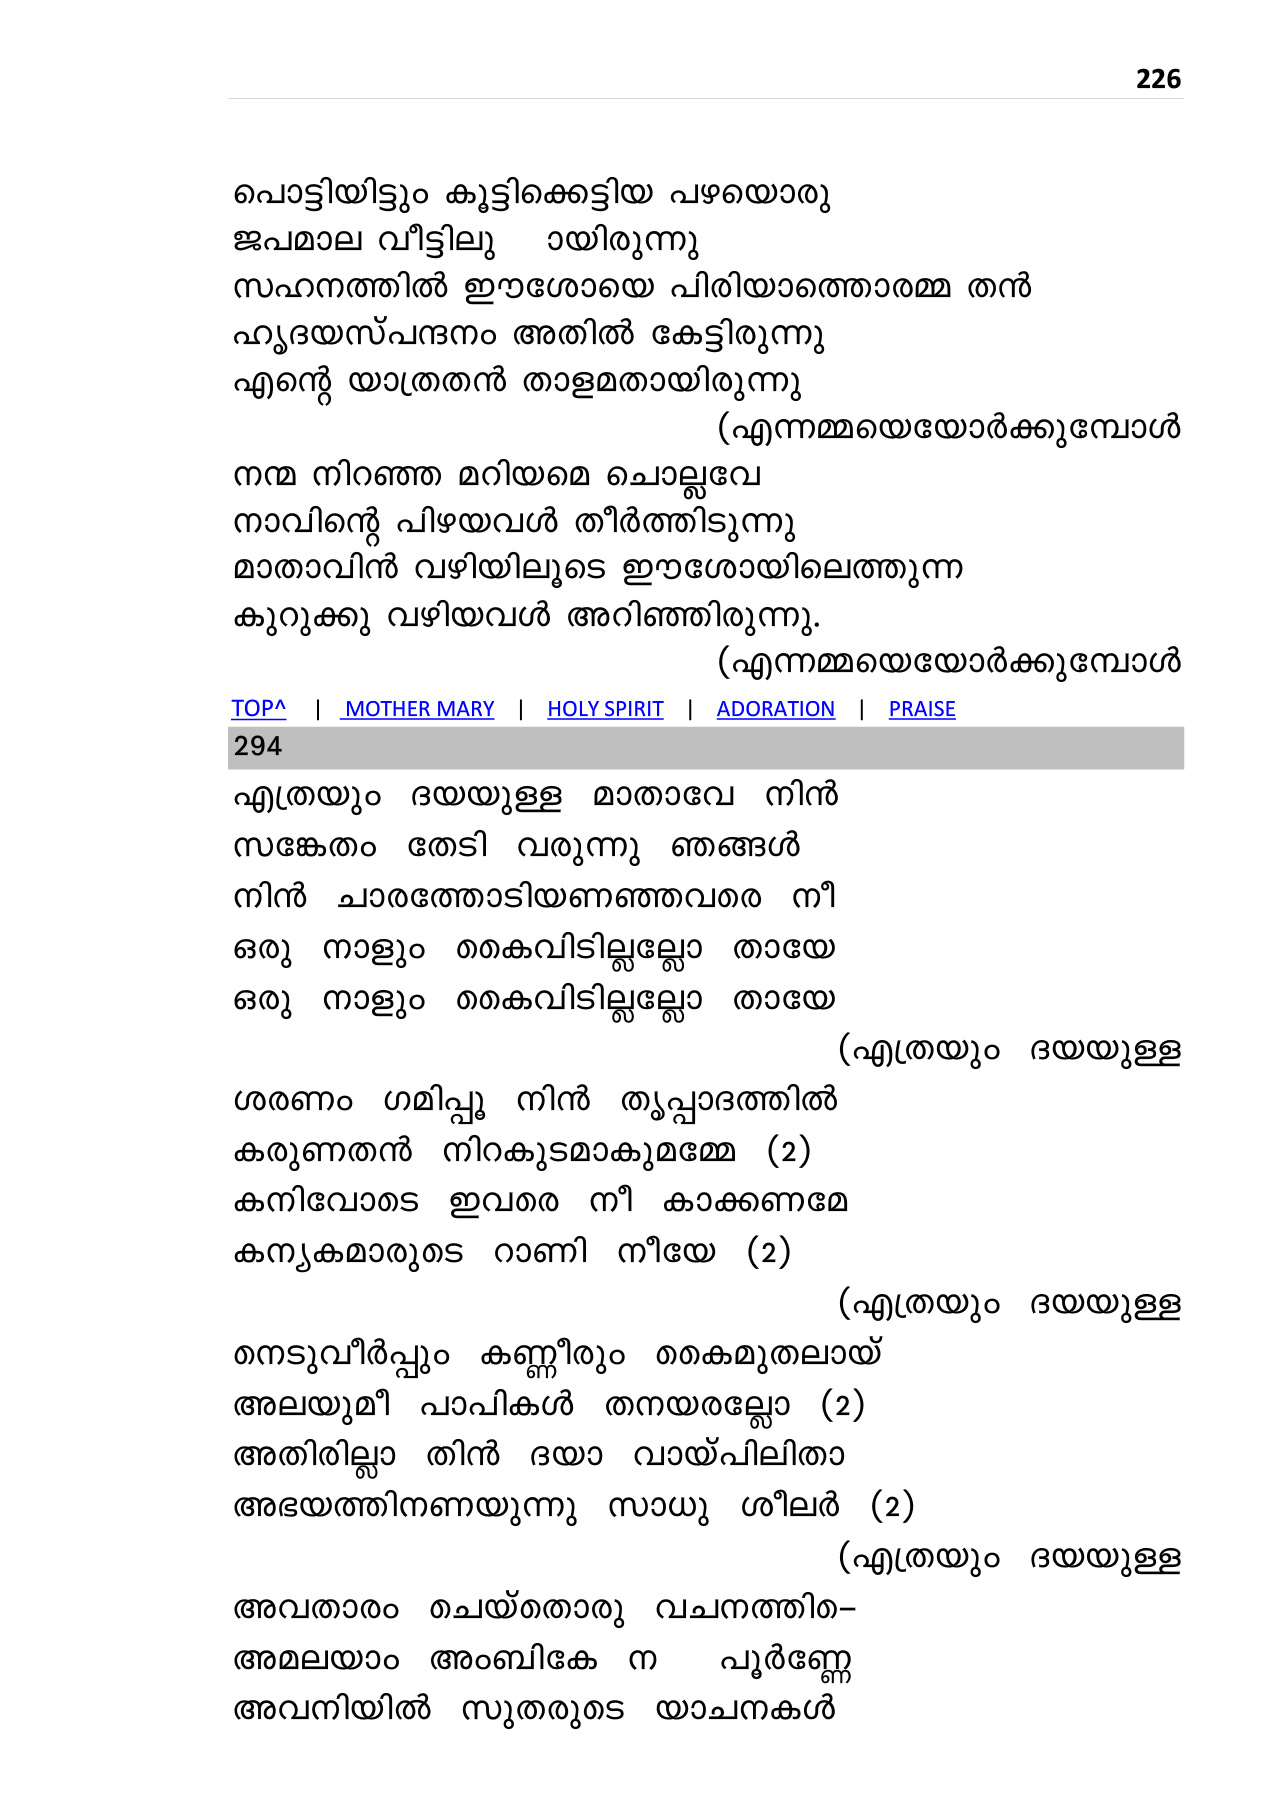 226
പൊട്ടിയിട്ടും കൂട്ടിക്കെട്ടിയ പഴയൊരു
ജപമാല വീട്ടിലു ായിരുന്നു
സഹനത്തിൽ ഈശോയെ പിരിയാത്തൊരമ്മ തൻ
ഹൃദയസ്പന്ദനം അതിൽ കേട്ടിരുന്നു
എന്റെ യാത്രതൻ താളമതായിരുന്നു
(എന്നമ്മയെയോർക്കുമ്പോൾ
നന്മ നിറഞ്ഞ മറിയമെ ചൊല്ലവേ
നാവിന്റെ പിഴയവൾ തീർത്തിടുന്നു
മാതാവിൻ വഴിയിലൂടെ ഈശോയിലെത്തുന്ന
കുറുക്കു വഴിയവൾ അറിഞ്ഞിരുന്നു.
(എന്നമ്മയെയോർക്കുമ്പോൾ
TOP^ | MOTHER MARY | HOLY SPIRIT | ADORATION | PRAISE
294
എത്രയും ദയയുള്ള മാതാവേ നിൻ
സങ്കേതം തേടി വരുന്നു ഞങ്ങൾ
നിൻ ചാരത്തോടിയണഞ്ഞവരെ നീ
ഒരു നാളും കൈവിടില്ലല്ലോ തായേ
ഒരു നാളും കൈവിടില്ലല്ലോ തായേ
(എത്രയും ദയയുള്ള
ശരണം ഗമിപ്പൂ നിൻ തൃപ്പാദത്തിൽ
കരുണതൻ നിറകുടമാകുമമ്മേ (2)
കനിവോടെ ഇവരെ നീ കാക്കണമേ
കന്യകമാരുടെ റാണി നീയേ (2)
(എത്രയും ദയയുള്ള
നെടുവീർപ്പും കണ്ണീരും കൈമുതലായ്
അലയുമീ പാപികൾ തനയരല്ലോ (2)
അതിരില്ലാ തിൻ ദയാ വായ്പിലിതാ
അഭയത്തിനണയുന്നു സാധു ശീലർ (2)
(എത്രയും ദയയുള്ള
അവതാരം ചെയ്തൊരു വചനത്തിെ-
അമലയാം അംബികേ ന പൂർണ്ണേ
അവനിയിൽ സുതരുടെ യാചനകൾ